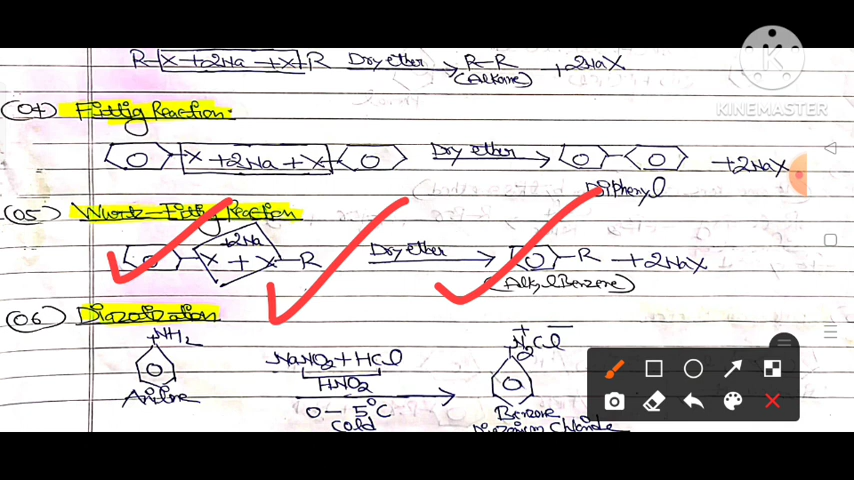 R-X+2Na+X-R Dry ether R-R +2NaX
(Alkane)
K
KINEMASTER
(04) Fittig Reaction
X+2Na+X Dry ether +2NaX
Diphenyl
(05) Wurtz-Fittig Reaction
+2Na
X + X R Dry ether R +2NaX
(Alkyl Benzene)
(06) Diazotization
NH2 N2Cl
+ −
NaNO2+HCl
HNO2
Aniline
0-5°C
Cold
Benzene
Diazonium Chloride